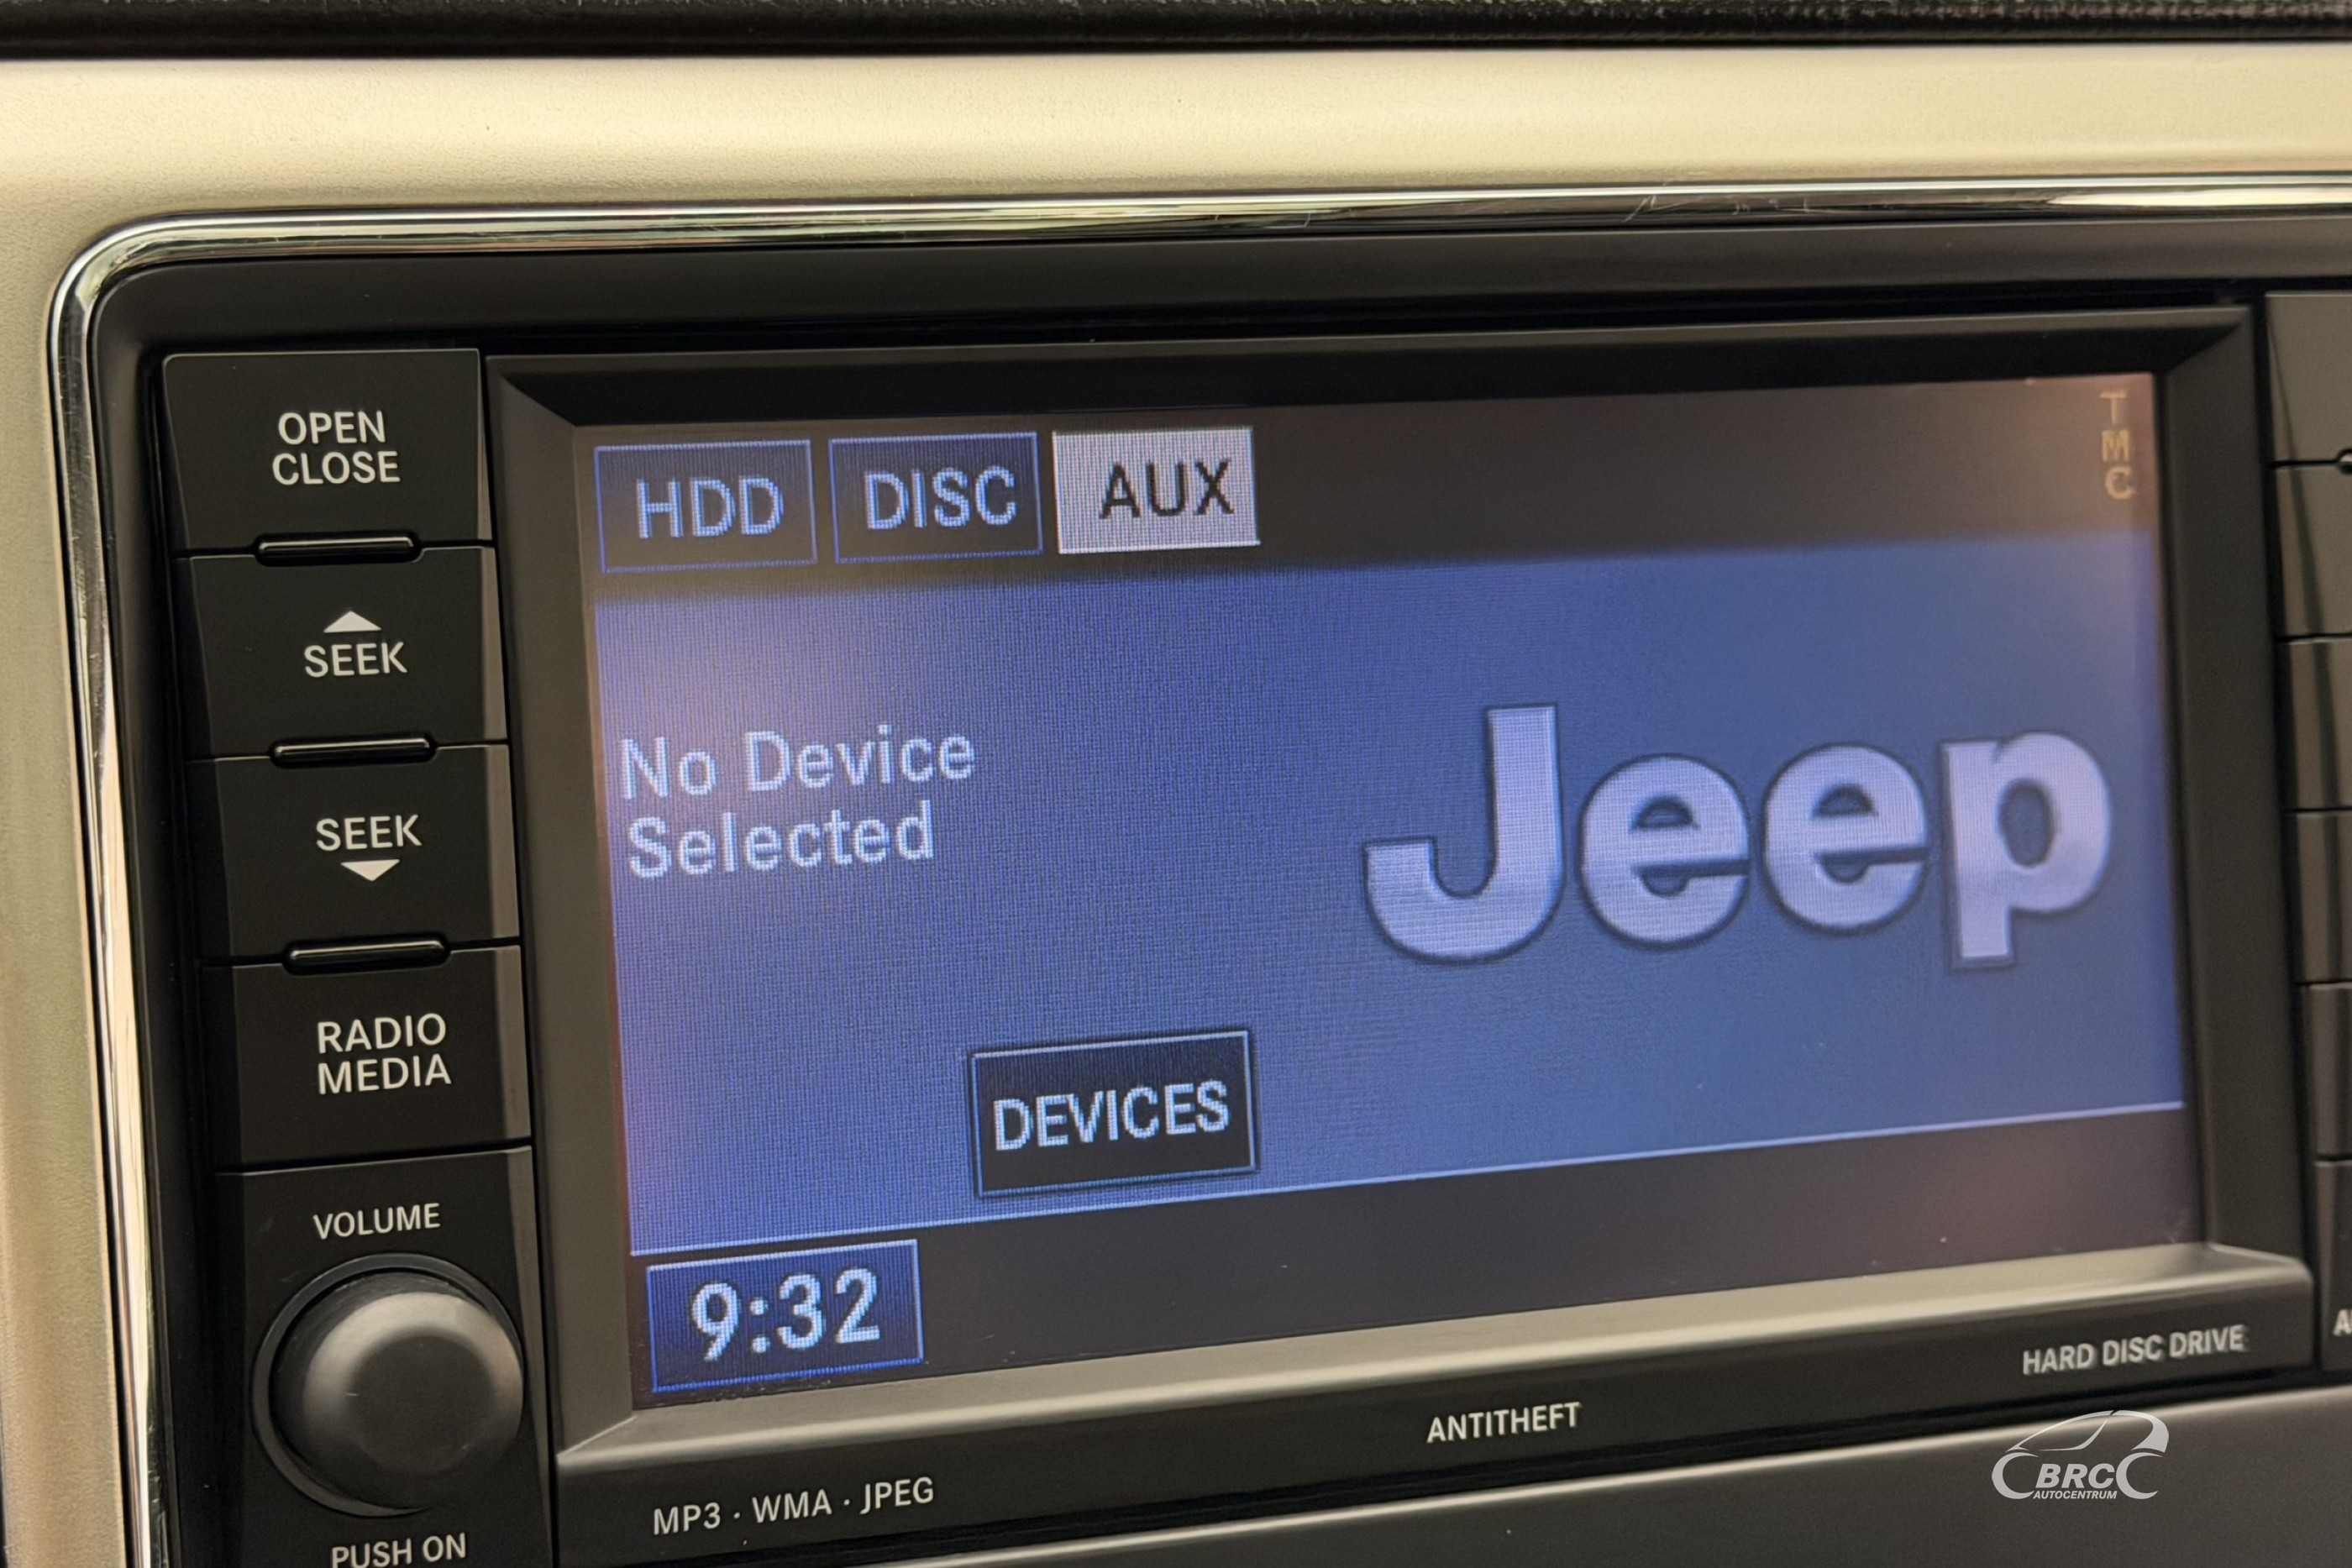 OPEN
CLOSE
SEEK
SEEK
RADIO
MEDIA
VOLUME
PUSH ON
HDD DISC AUX
T
M
C
No Device
Selected
Jeep
DEVICES
9:32
HARD DISC DRIVE
ANTITHEFT
MP3 · WMA · JPEG
BRC
AUTOCENTRUM